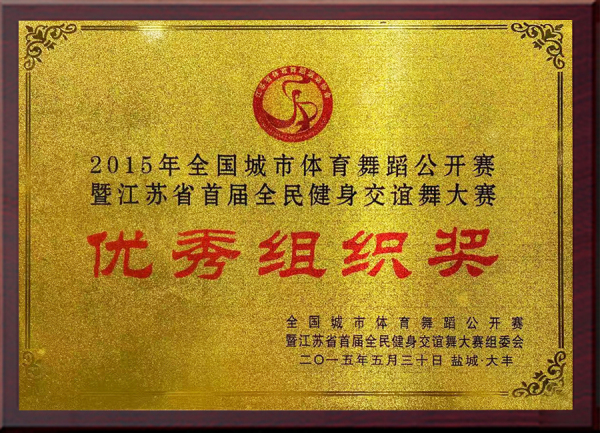 2015年全国城市体育舞蹈公开赛
暨江苏省首届全民健身交谊舞大赛
优秀组织奖
全国城市体育舞蹈公开赛
暨江苏省首届全民健身交谊舞大赛组委会
二〇一五年五月三十日 盐城·大丰